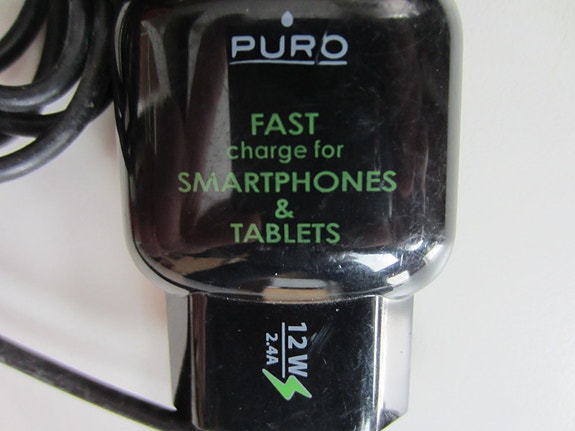 PURO
FAST
charge for
SMARTPHONES
&
TABLETS
12W
2.4A